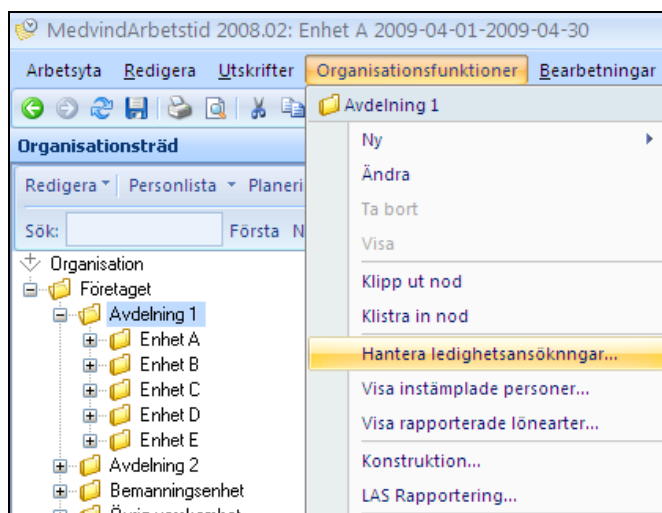 MedvindArbetstid 2008.02: Enhet A 2009-04-01-2009-04-30
Arbetsyta Redigera Utskrifter Organisationsfunktioner Bearbetningar
Avdelning 1
Organisationsträd
Ny
Redigera Personlista Planeri
Ändra
Ta bort
Sök: Första N
Visa
Organisation
Företaget
Klipp ut nod
Avdelning 1
Klistra in nod
Enhet A
Hantera ledighetsansöknngar...
Enhet B
Visa instämplade personer...
Enhet C
Visa rapporterade lönearter...
Enhet D
Enhet E
Konstruktion...
Avdelning 2
Bemanningsenhet
LAS Rapportering...